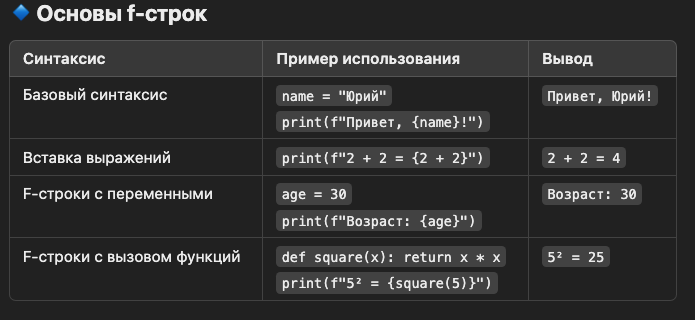 🔷 Основы f-строк
Синтаксис Пример использования Вывод
Базовый синтаксис name = "Юрий" Привет, Юрий!
print(f"Привет, {name}!")
Вставка выражений print(f"2 + 2 = {2 + 2}") 2 + 2 = 4
F-строки с переменными age = 30 Возраст: 30
print(f"Возраст: {age}")
F-строки с вызовом функций def square(x): return x * x 5² = 25
print(f"5² = {square(5)}")